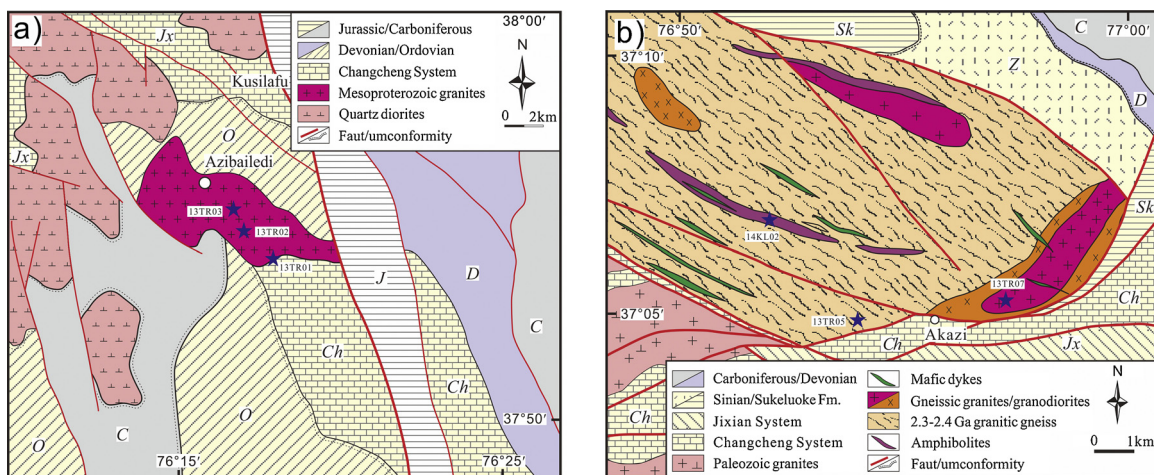 a)
38°00′
Jurassic/Carboniferous
Devonian/Ordovian
Changcheng System
Mesoproterozoic granites
Quartz diorites
Faut/umconformity
N
0 2km
Jx
Kusilafu
O
Azibailedi
Jx
13TR03
13TR02
13TR01
J
D
C
Ch
Ch
O
O
C
37°50′
76°15′
76°25′
b)
76°50′
77°00′
37°10′
Sk
C
Z
D
Sk
14KL02
13TR07
37°05′
13TR05
Akazi
Ch
Ch
Jx
Ch
Carboniferous/Devonian
Sinian/Sukeluoke Fm.
Jixian System
Changcheng System
Paleozoic granites
Mafic dykes
Gneissic granites/granodiorites
2.3-2.4 Ga granitic gneiss
Amphibolites
Faut/umconformity
N
0 1km